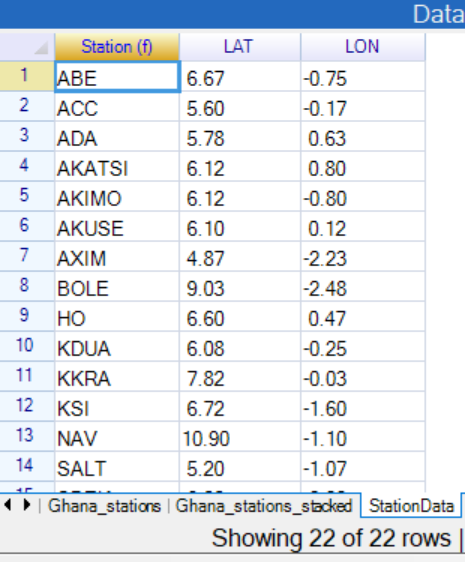 Data
Station (f) LAT LON
1 ABE 6.67 -0.75
2 ACC 5.60 -0.17
3 ADA 5.78 0.63
4 AKATSI 6.12 0.80
5 AKIMO 6.12 -0.80
6 AKUSE 6.10 0.12
7 AXIM 4.87 -2.23
8 BOLE 9.03 -2.48
9 HO 6.60 0.47
10 KDUA 6.08 -0.25
11 KKRA 7.82 -0.03
12 KSI 6.72 -1.60
13 NAV 10.90 -1.10
14 SALT 5.20 -1.07
Ghana_stations | Ghana_stations_stacked StationData
Showing 22 of 22 rows |